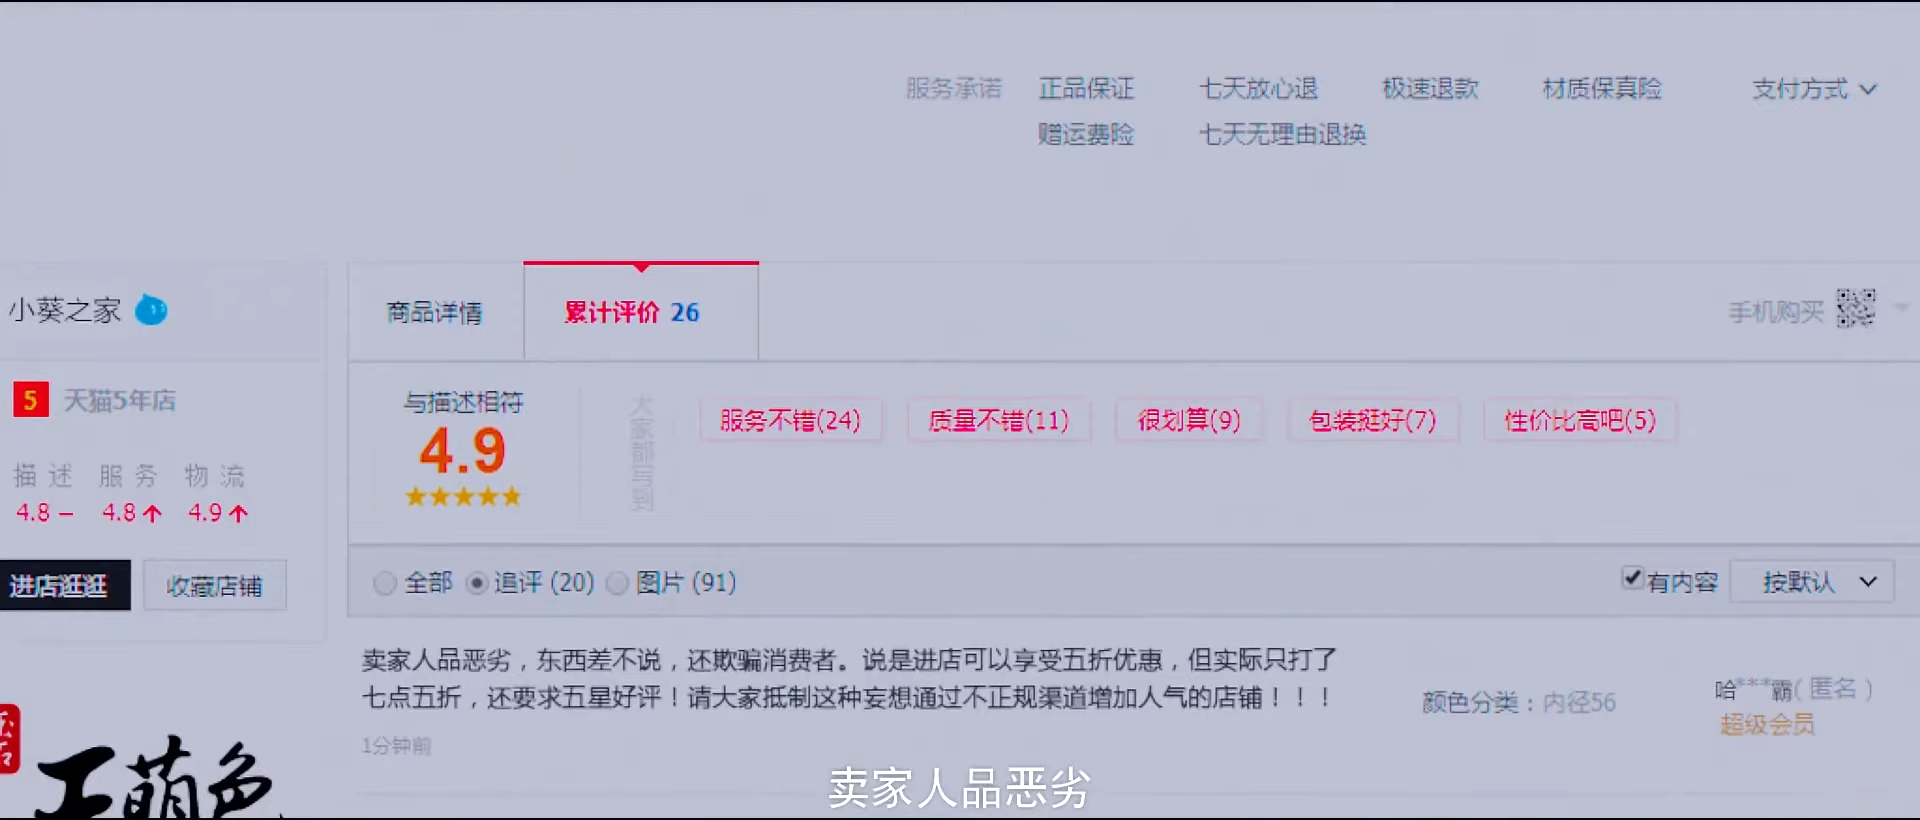 服务承诺 正品保证 七天放心退 极速退款 材质保真险 支付方式
赠运费险 七天无理由退换
小葵之家
商品详情 累计评价 26
手机购买
5 天猫5年店
描述 服务 物流
4.8 4.8 4.9
进店逛逛 收藏店铺
与描述相符
4.9
大家都写到
服务不错(24) 质量不错(11) 很划算(9) 包装挺好(7) 性价比高吧(5)
全部 追评 (20) 图片 (91)
有内容 按默认
卖家人品恶劣，东西差不说，还欺骗消费者。说是进店可以享受五折优惠，但实际只打了
七点五折，还要求五星好评！请大家抵制这种妄想通过不正规渠道增加人气的店铺！！！
1分钟前
颜色分类：内径56
哈***霸(匿名)
超级会员
萌色
卖家人品恶劣